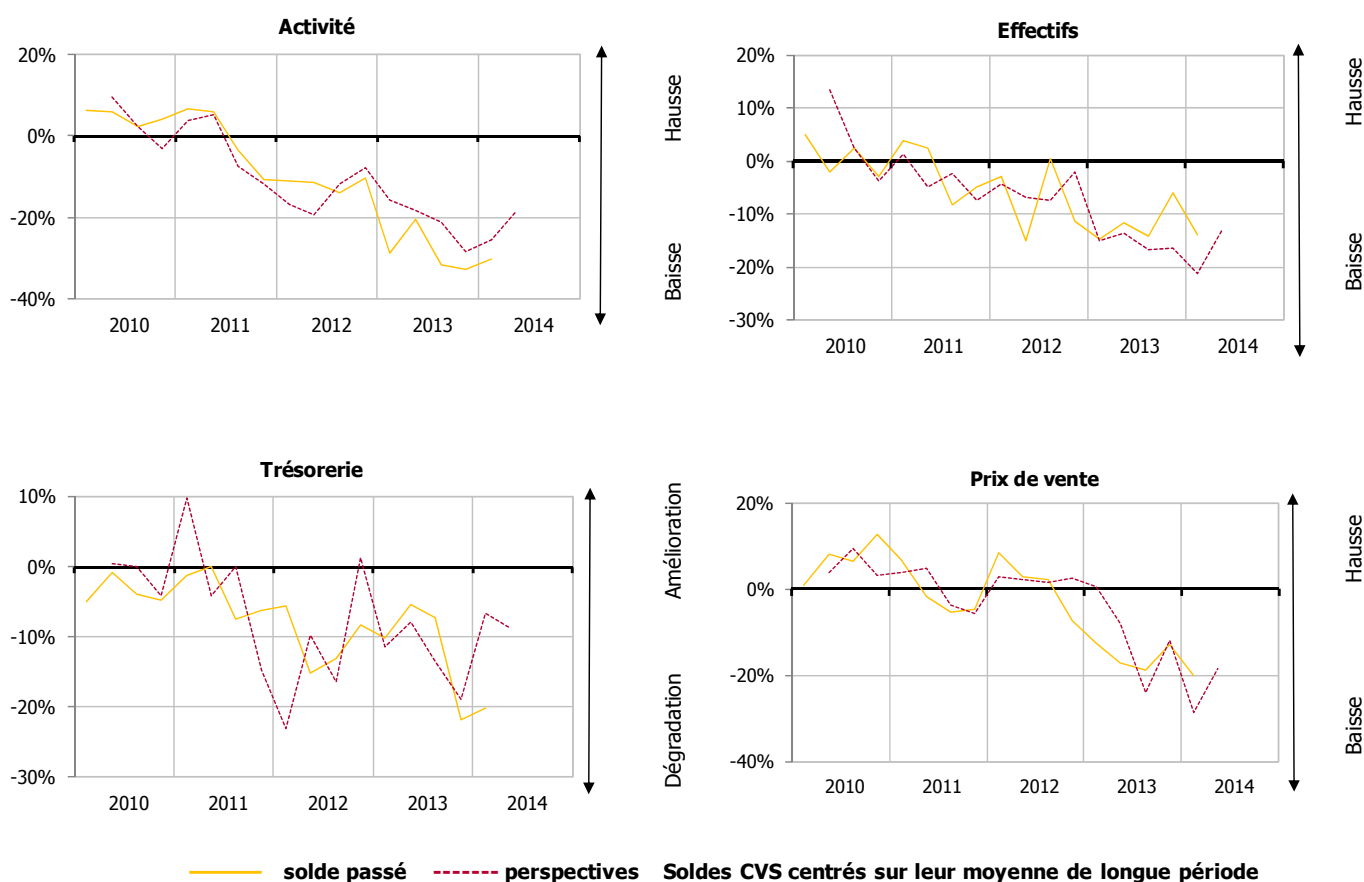 Activité
20%
0%
-20%
-40%
2010 2011 2012 2013 2014
Hausse
Baisse
Effectifs
20%
10%
0%
-10%
-20%
-30%
2010 2011 2012 2013 2014
Hausse
Baisse
Trésorerie
10%
0%
-10%
-20%
-30%
2010 2011 2012 2013 2014
Amélioration
Dégradation
Prix de vente
20%
0%
-20%
-40%
2010 2011 2012 2013 2014
Hausse
Baisse
solde passé perspectives Soldes CVS centrés sur leur moyenne de longue période